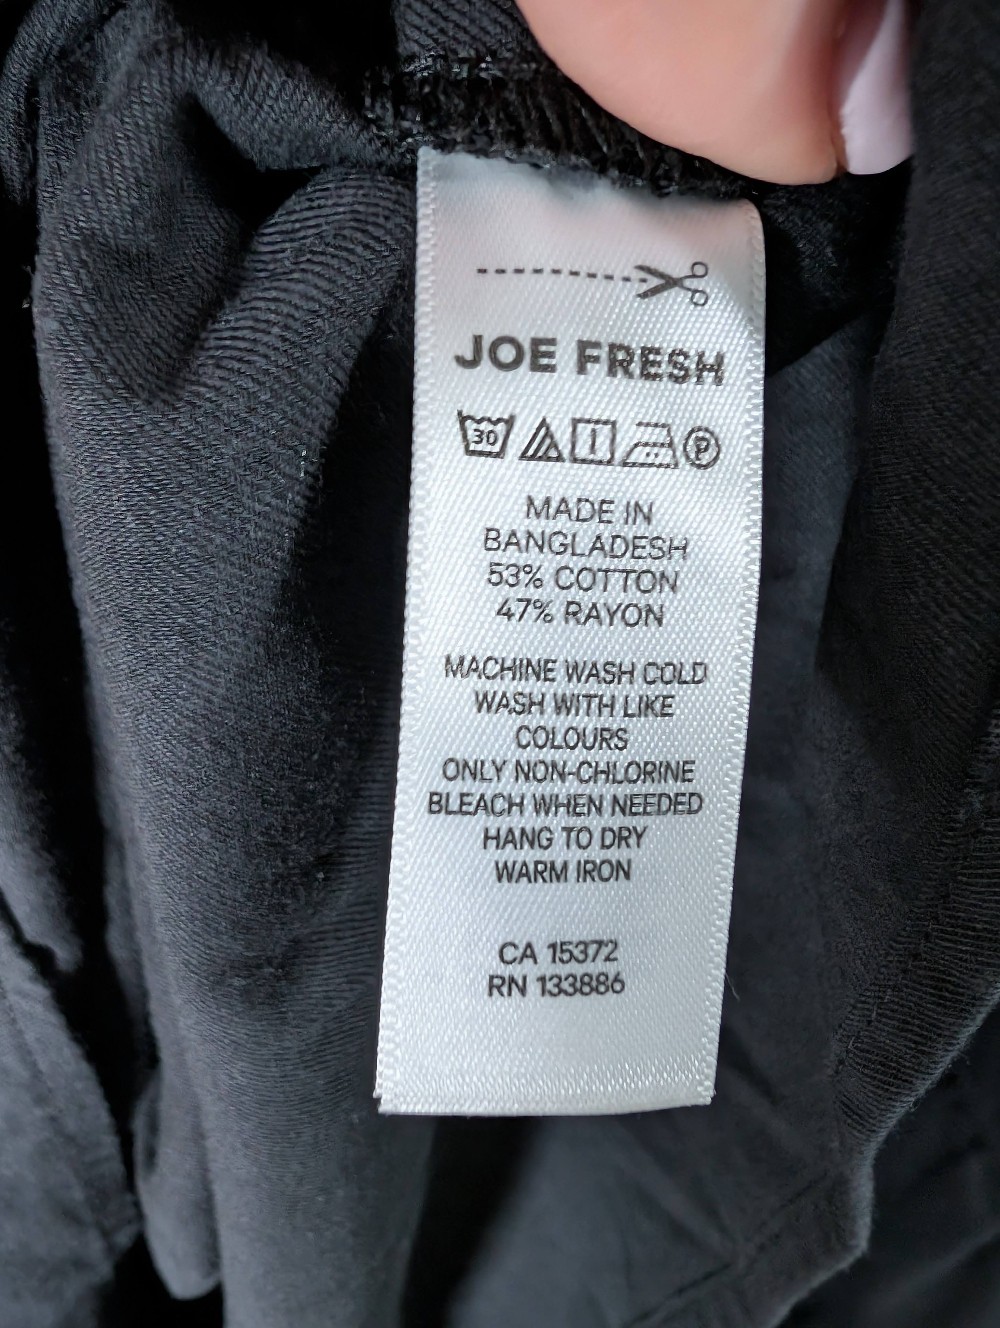 JOE FRESH
30 P
MADE IN
BANGLADESH
53% COTTON
47% RAYON
MACHINE WASH COLD
WASH WITH LIKE
COLOURS
ONLY NON-CHLORINE
BLEACH WHEN NEEDED
HANG TO DRY
WARM IRON
CA 15372
RN 133886